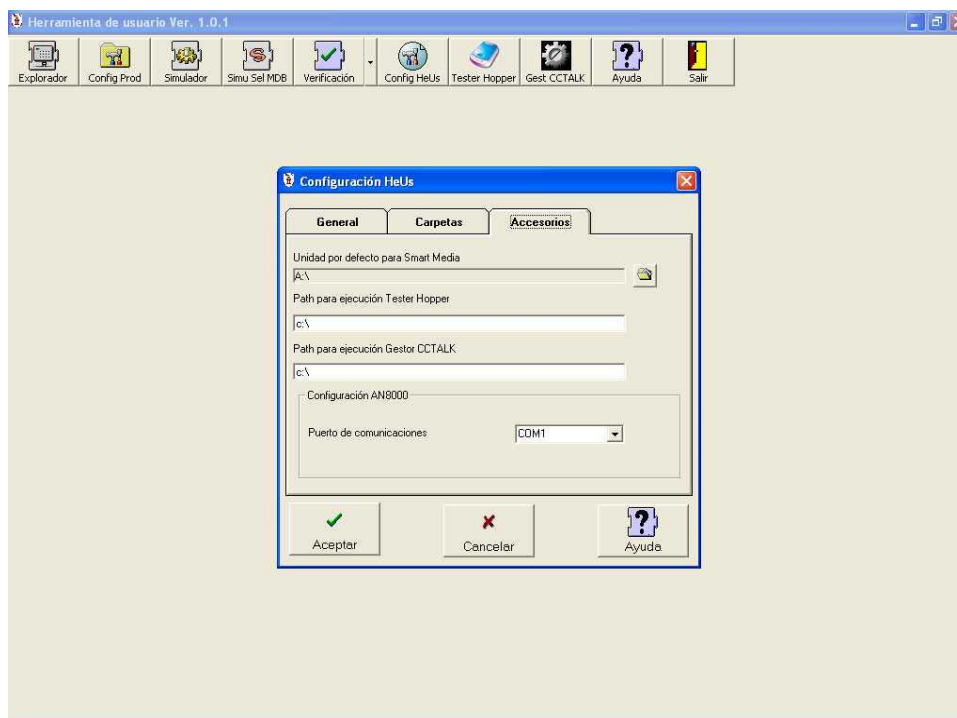 Herramienta de usuario Ver. 1.0.1
Explorador Config Prod Simulador Simu Sel MDB Verificación Config HeUs Tester Hopper Gest CCTALK Ayuda Salir
Configuración HeUs
General Carpetas Accesorios
Unidad por defecto para Smart Media
A:\
Path para ejecución Tester Hopper
c:\
Path para ejecución Gestor CCTALK
c:\
Configuración AN8000
Puerto de comunicaciones COM1
Aceptar Cancelar Ayuda